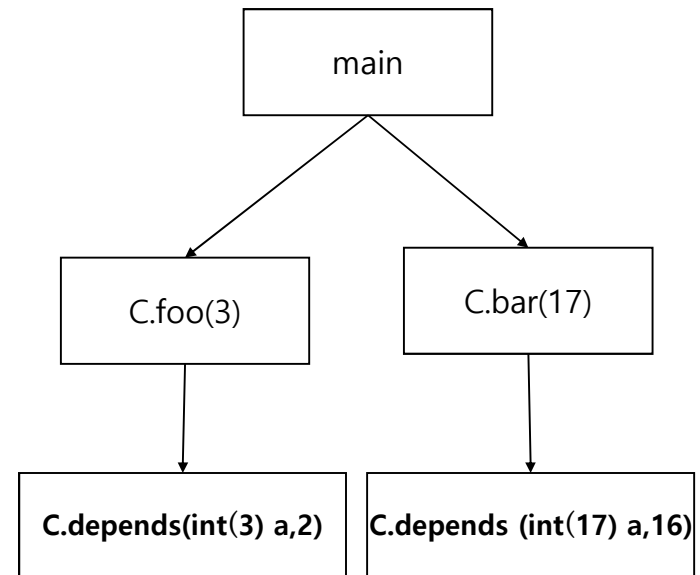 main
C.foo(3)
C.bar(17)
C.depends(int(3) a,2)
C.depends (int(17) a,16)